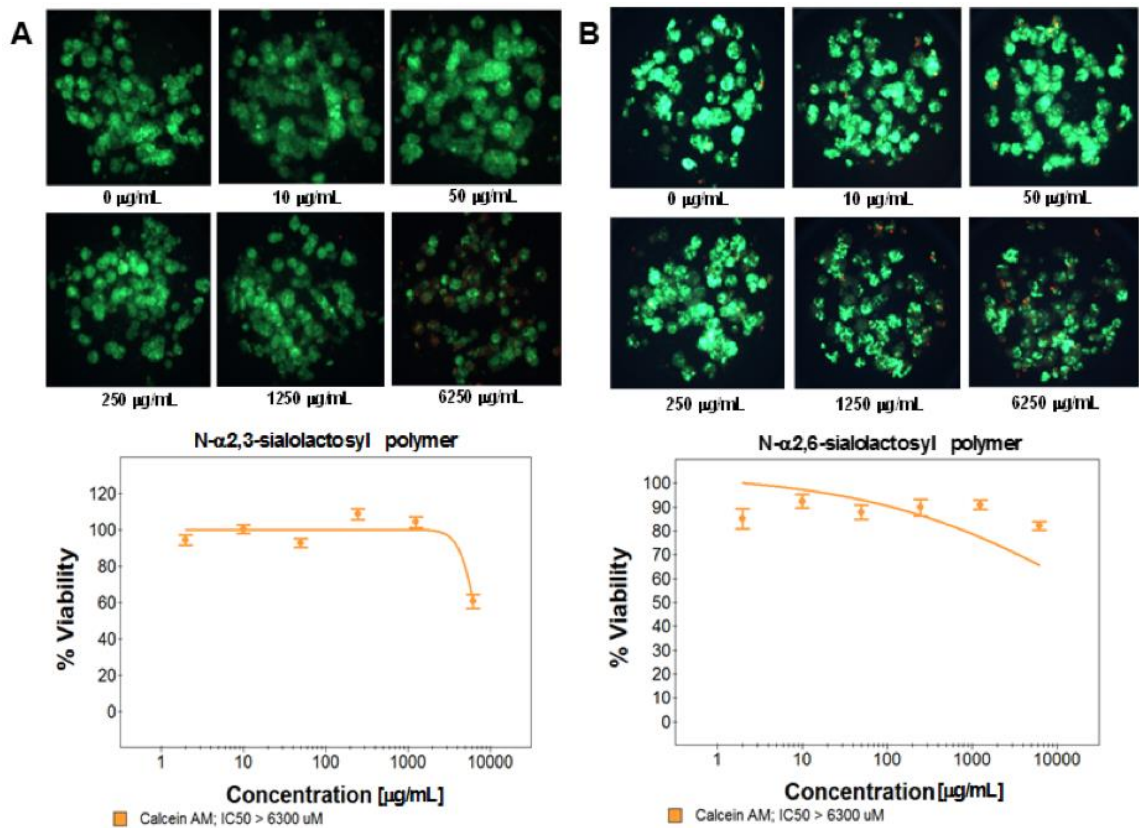 A
B
0 µg/mL
10 µg/mL
50 µg/mL
0 µg/mL
10 µg/mL
50 µg/mL
250 µg/mL
1250 µg/mL
6250 µg/mL
250 µg/mL
1250 µg/mL
6250 µg/mL
N-α2,3-sialolactosyl polymer
120
100
80
60
40
20
0
% Viability
1
10
100
1000
10000
Concentration [µg/mL]
Calcein AM; IC50 > 6300 uM
N-α2,6-sialolactosyl polymer
100
90
80
70
60
50
40
30
20
10
0
% Viability
1
10
100
1000
10000
Concentration [µg/mL]
Calcein AM; IC50 > 6300 uM